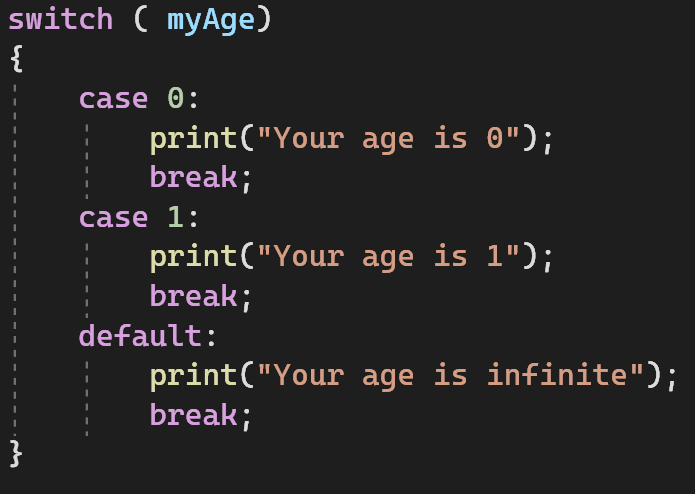 switch ( myAge)
{
case 0:
print("Your age is 0");
break;
case 1:
print("Your age is 1");
break;
default:
print("Your age is infinite");
break;
}